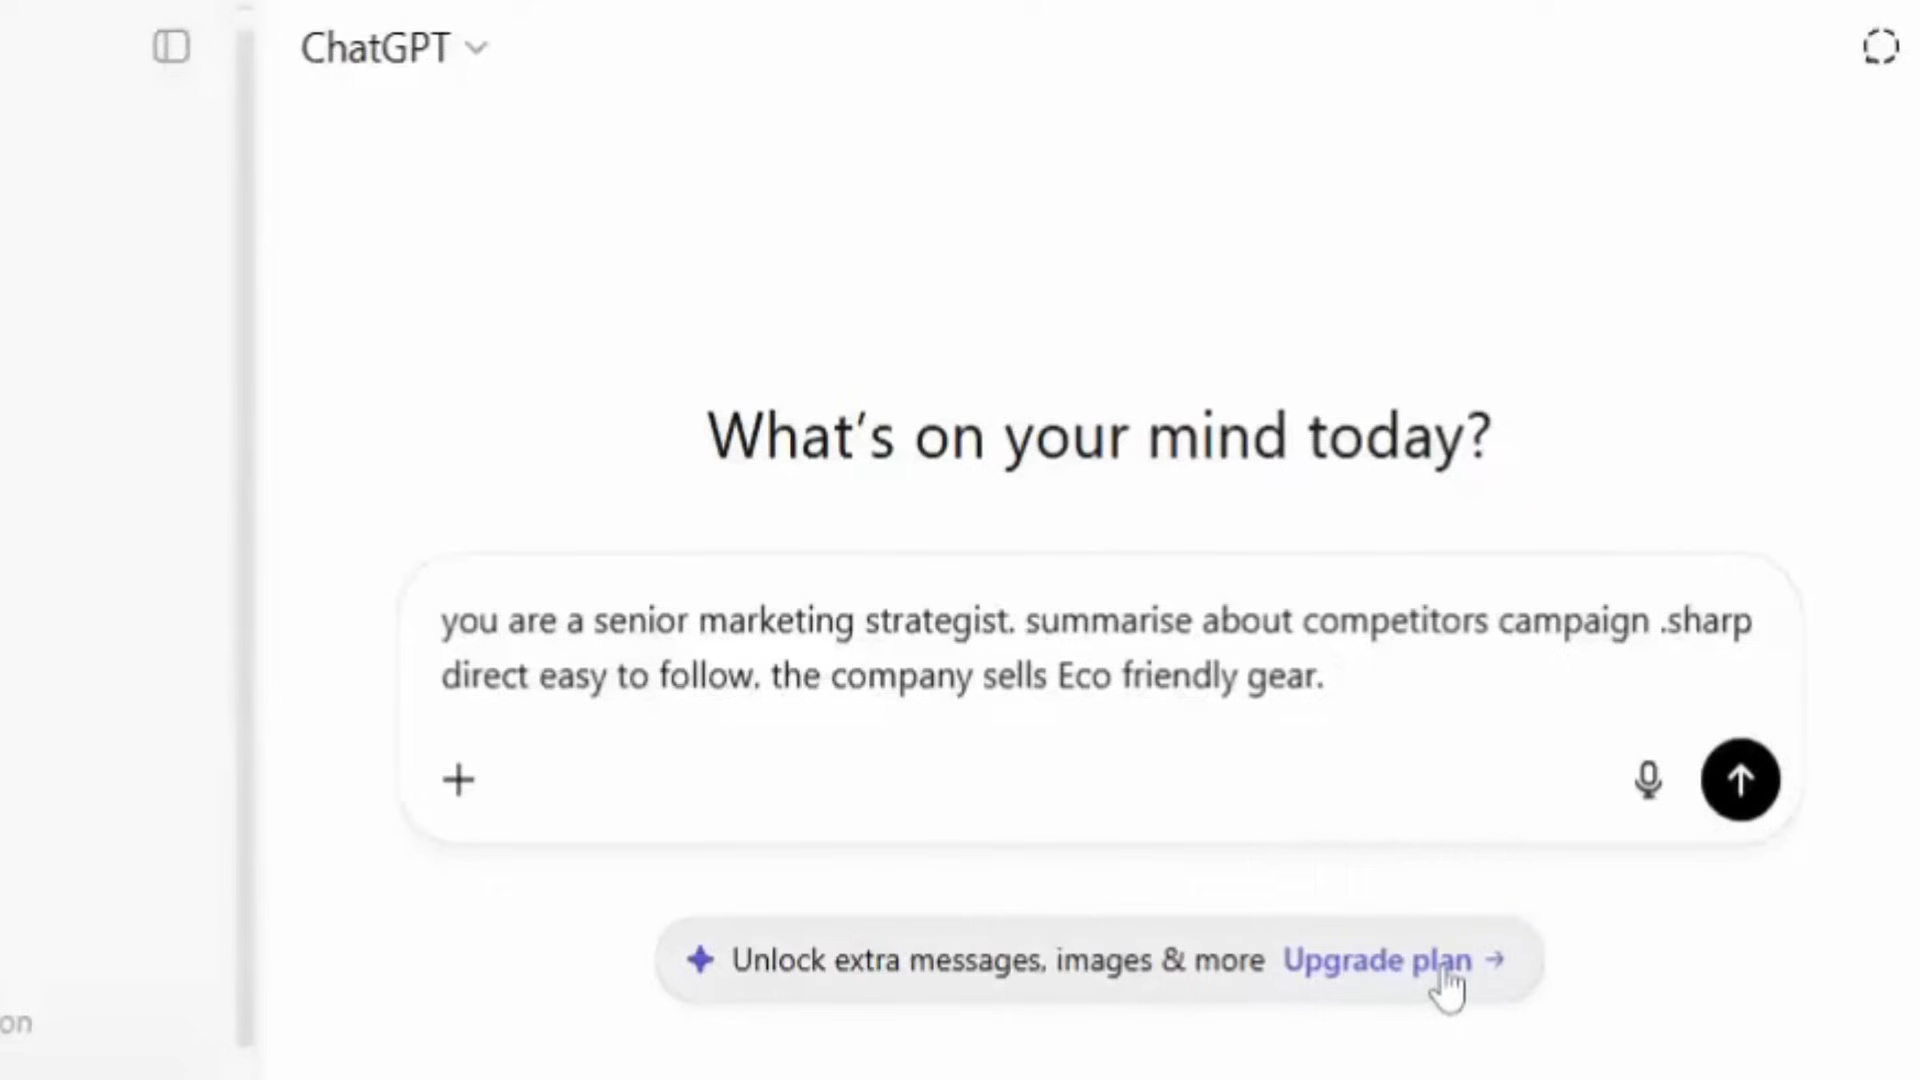 ChatGPT
What's on your mind today?
you are a senior marketing strategist. summarise about competitors campaign .sharp
direct easy to follow. the company sells Eco friendly gear.
Unlock extra messages, images & more Upgrade plan →
on